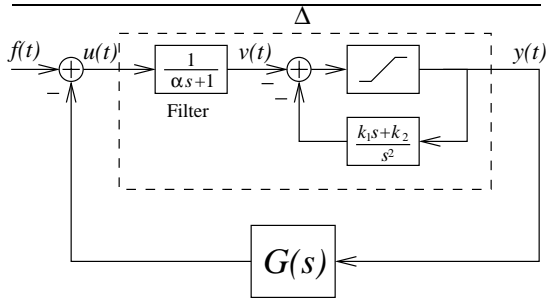 Δ
f(t) u(t) v(t) y(t)
1
αs+1
Filter
k₁s+k₂
s²
G(s)